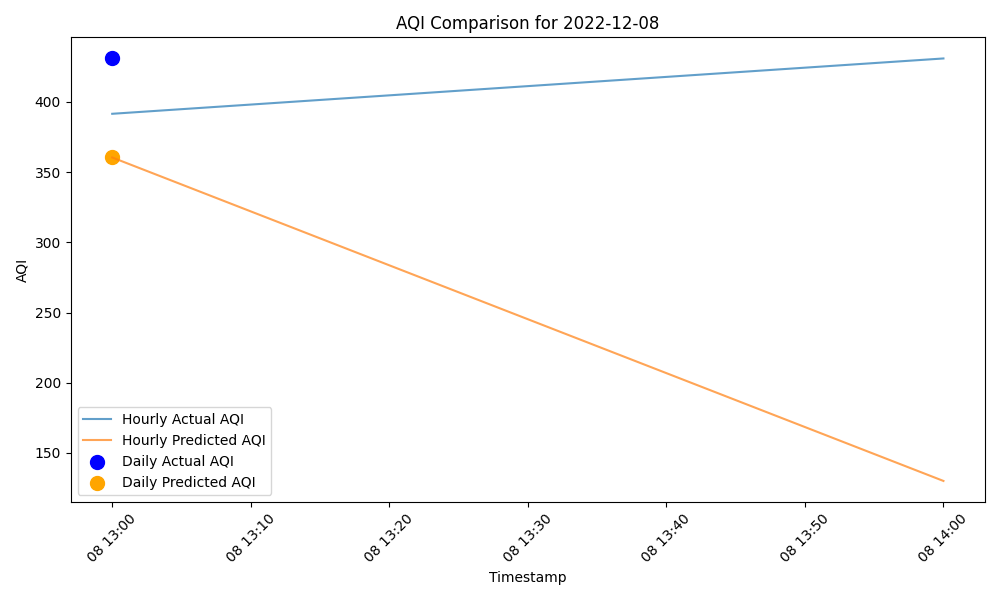 AQI Comparison for 2022-12-08
AQI
400
350
300
250
200
150
Hourly Actual AQI
Hourly Predicted AQI
Daily Actual AQI
Daily Predicted AQI
08 13:00
08 13:10
08 13:20
08 13:30
08 13:40
08 13:50
08 14:00
Timestamp